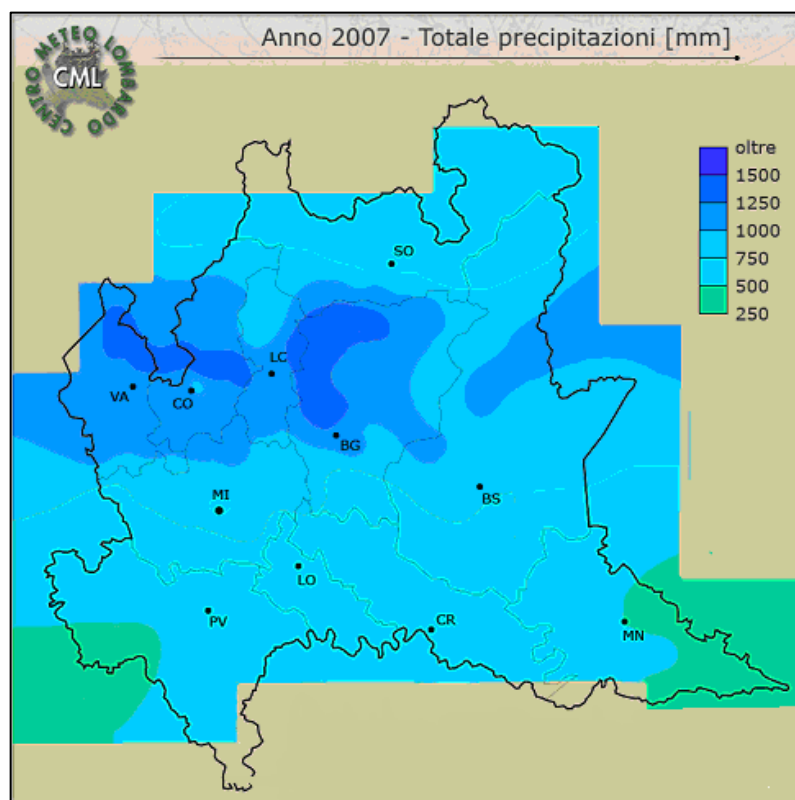 Anno 2007 - Totale precipitazioni [mm]
CENTRO METEO LOMBARDO
CML
oltre
1500
1250
1000
750
500
250
SO
LC
VA
CO
BG
MI
BS
LO
PV
CR
MN